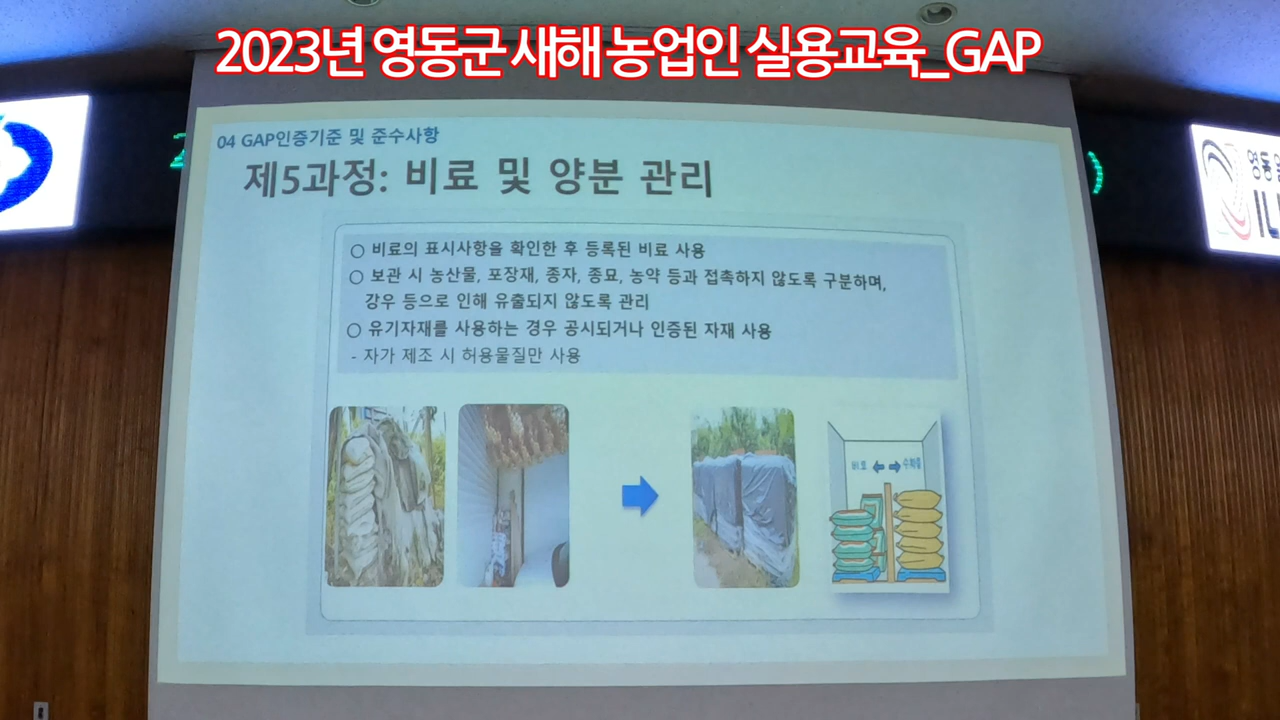 2023년 영동군 새해 농업인 실용교육_GAP
04 GAP인증기준 및 준수사항
제5과정: 비료 및 양분 관리
○ 비료의 표시사항을 확인한 후 등록된 비료 사용
○ 보관 시 농산물, 포장재, 종자, 종묘, 농약 등과 접촉하지 않도록 구분하며,
강우 등으로 인해 유출되지 않도록 관리
○ 유기자재를 사용하는 경우 공시되거나 인증된 자재 사용
- 자가 제조 시 허용물질만 사용
비료 수확물
영동